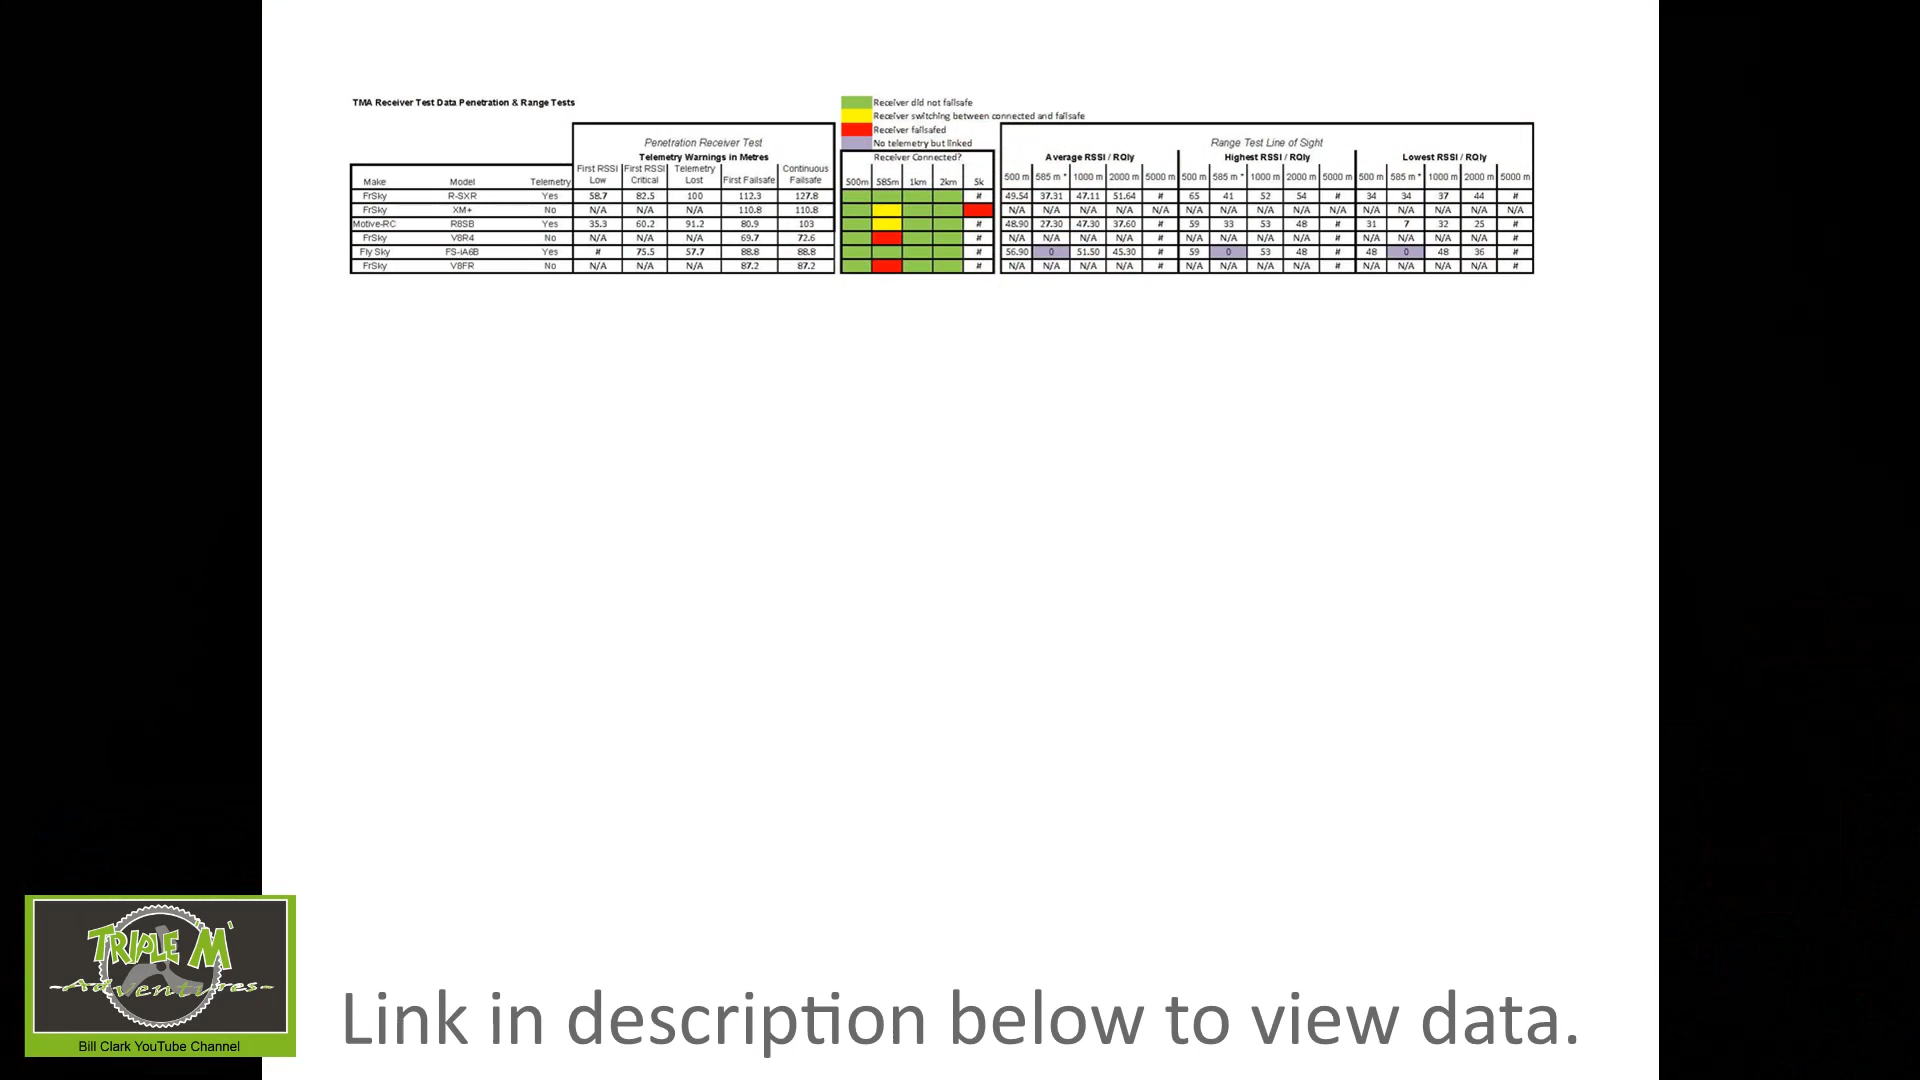 TMA Receiver Test Data Penetration & Range Tests
Receiver did not failsafe
Receiver switching between connected and failsafe
Receiver failsafed
No telemetry but linked
Penetration Receiver Test
Range Test Line of Sight
Telemetry Warnings in Metres
Receiver Connected?
Average RSSI / RQly Highest RSSI / RQly Lowest RSSI / RQly
Make Model Telemetry First RSSI Low First RSSI Critical Telemetry Lost First Failsafe Continuous Failsafe 500m 585m 1km 2km 5k 500 m 585 m * 1000 m 2000 m 5000 m 500 m 585 m * 1000 m 2000 m 5000 m 500 m 585 m * 1000 m 2000 m 5000 m
FrSky R-SXR Yes 58.7 82.5 100 112.3 127.8 # 49.54 37.31 47.11 51.64 # 65 41 52 54 # 34 34 37 44 #
FrSky XM+ No N/A N/A N/A 110.8 110.8 N/A N/A N/A N/A N/A N/A N/A N/A N/A N/A N/A N/A N/A N/A N/A
Motive-RC R8SB Yes 35.3 60.2 91.2 80.9 103 # 48.90 27.30 47.30 37.60 # 59 33 53 48 # 31 7 32 25 #
FrSky V8R4 No N/A N/A N/A 69.7 72.6 # N/A N/A N/A N/A # N/A N/A N/A N/A # N/A N/A N/A N/A #
Fly Sky FS-iA6B Yes # 75.5 57.7 88.8 88.8 # 56.90 0 51.50 45.30 # 59 0 53 48 # 48 0 48 36 #
FrSky V8FR No N/A N/A N/A 87.2 87.2 # N/A N/A N/A N/A # N/A N/A N/A N/A # N/A N/A N/A N/A #
TRIPLE M'
-Adventures-
Bill Clark YouTube Channel
Link in description below to view data.